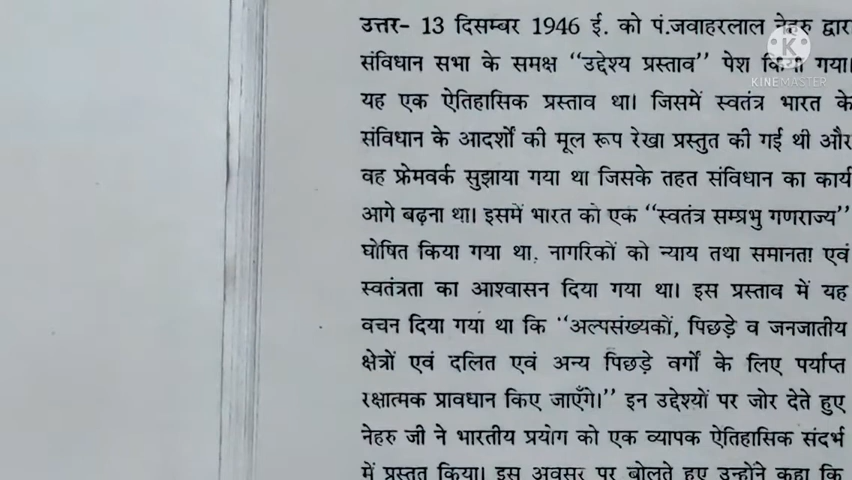 उत्तर- 13 दिसम्बर 1946 ई. को पं.जवाहरलाल नेहरु द्वारा
संविधान सभा के समक्ष "उद्देश्य प्रस्ताव" पेश किया गया।
यह एक ऐतिहासिक प्रस्ताव था। जिसमें स्वतंत्र भारत के
संविधान के आदर्शों की मूल रूप रेखा प्रस्तुत की गई थी और
वह फ्रेमवर्क सुझाया गया था जिसके तहत संविधान का कार्य
आगे बढ़ना था। इसमें भारत को एक "स्वतंत्र सम्प्रभु गणराज्य"
घोषित किया गया था, नागरिकों को न्याय तथा समानता एवं
स्वतंत्रता का आश्वासन दिया गया था। इस प्रस्ताव में यह
वचन दिया गया था कि "अल्पसंख्यकों, पिछड़े व जनजातीय
क्षेत्रों एवं दलित एवं अन्य पिछड़े वर्गों के लिए पर्याप्त
रक्षात्मक प्रावधान किए जाएँगे।" इन उद्देश्यों पर जोर देते हुए
नेहरु जी ने भारतीय प्रयोग को एक व्यापक ऐतिहासिक संदर्भ
में प्रस्तुत किया। इस अवसर पर बोलते हुए उन्होंने कहा कि
K
KINEMASTER